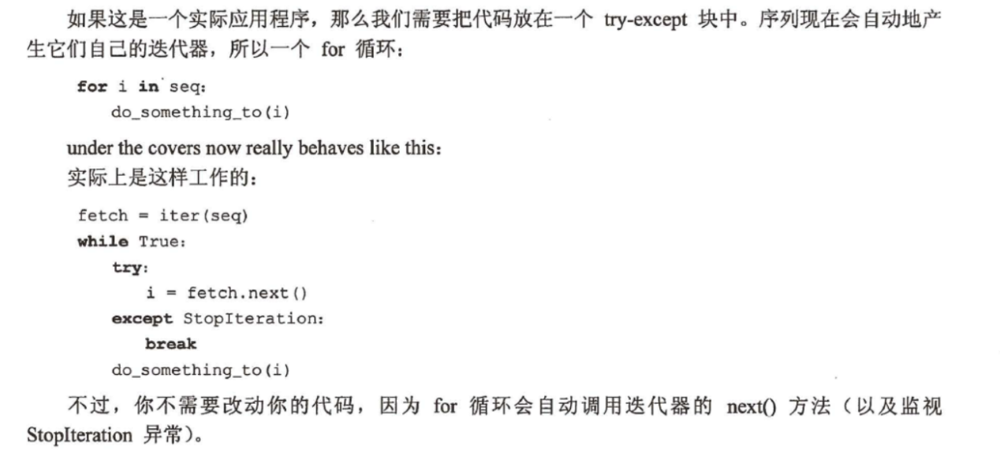 如果这是一个实际应用程序，那么我们需要把代码放在一个 try-except 块中。序列现在会自动地产
生它们自己的迭代器，所以一个 for 循环：
for i in seq:
do_something_to(i)
under the covers now really behaves like this：
实际上是这样工作的：
fetch = iter(seq)
while True:
try:
i = fetch.next()
except StopIteration:
break
do_something_to(i)
不过，你不需要改动你的代码，因为 for 循环会自动调用迭代器的 next() 方法（以及监视
StopIteration 异常）。